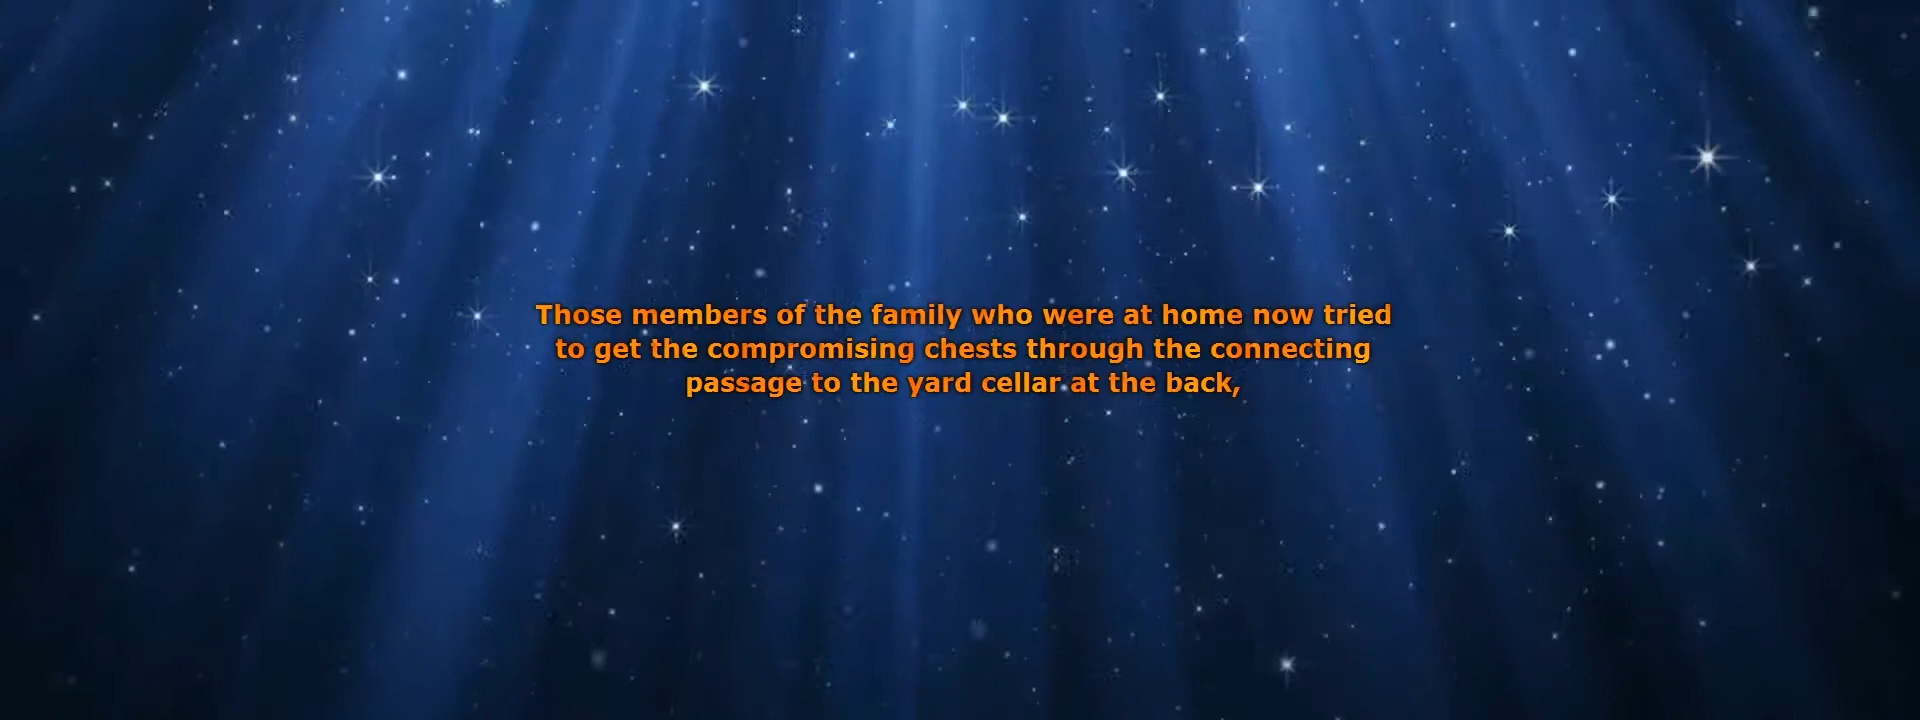 Those members of the family who were at home now tried
to get the compromising chests through the connecting
passage to the yard cellar at the back,